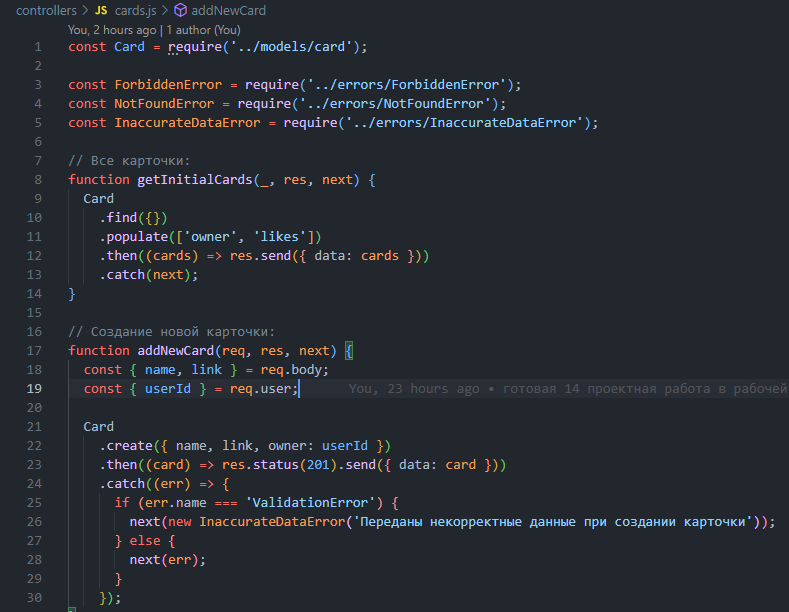 controllers > JS cards.js > addNewCard
You, 2 hours ago | 1 author (You)
1 const Card = require('../models/card');
2
3 const ForbiddenError = require('../errors/ForbiddenError');
4 const NotFoundError = require('../errors/NotFoundError');
5 const InaccurateDataError = require('../errors/InaccurateDataError');
6
7 // Все карточки:
8 function getInitialCards(_, res, next) {
9 Card
10 .find({})
11 .populate(['owner', 'likes'])
12 .then((cards) => res.send({ data: cards }))
13 .catch(next);
14 }
15
16 // Создание новой карточки:
17 function addNewCard(req, res, next) {
18 const { name, link } = req.body;
19 const { userId } = req.user; You, 23 hours ago • готовая 14 проектная работа в рабочей
20
21 Card
22 .create({ name, link, owner: userId })
23 .then((card) => res.status(201).send({ data: card }))
24 .catch((err) => {
25 if (err.name === 'ValidationError') {
26 next(new InaccurateDataError('Переданы некорректные данные при создании карточки'));
27 } else {
28 next(err);
29 }
30 });